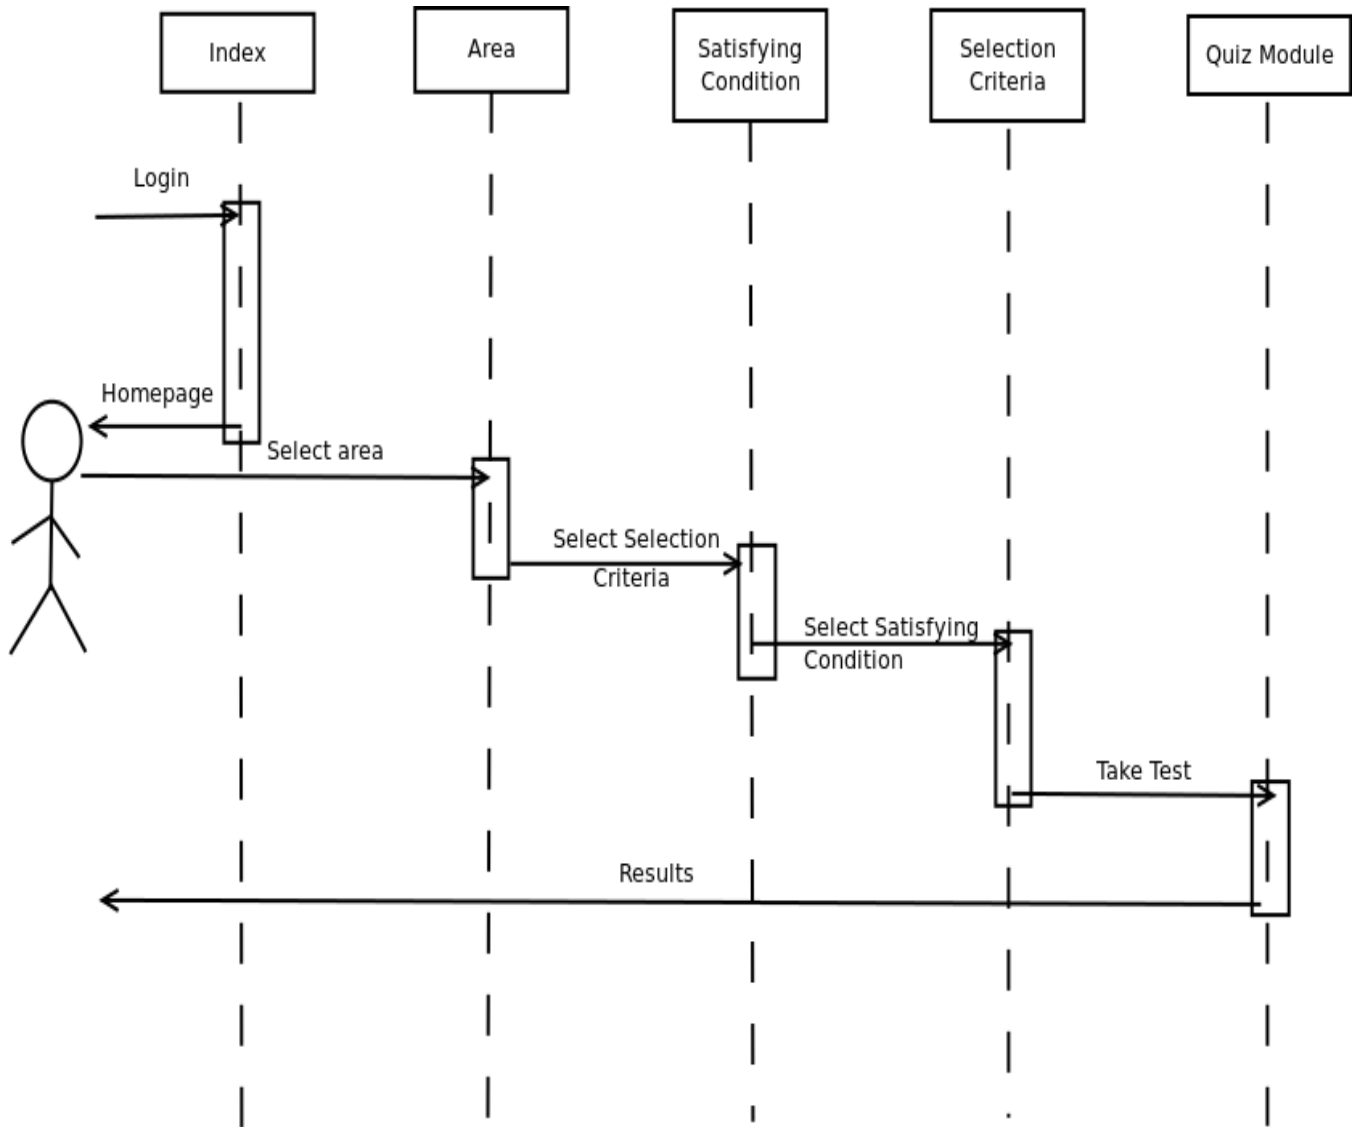 Index
Area
Satisfying
Condition
Selection
Criteria
Quiz Module
Login
Homepage
Select area
Select Selection
Criteria
Select Satisfying
Condition
Take Test
Results